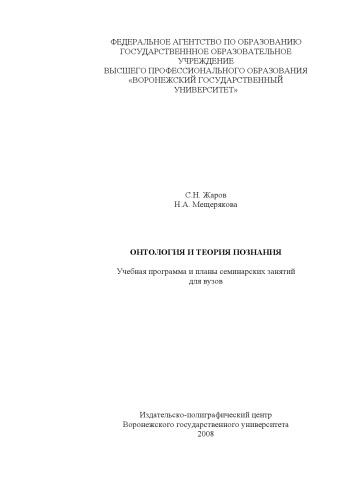 ФЕДЕРАЛЬНОЕ АГЕНТСТВО ПО ОБРАЗОВАНИЮ
ГОСУДАРСТВЕННОЕ ОБРАЗОВАТЕЛЬНОЕ
УЧРЕЖДЕНИЕ
ВЫСШЕГО ПРОФЕССИОНАЛЬНОГО ОБРАЗОВАНИЯ
«ВОРОНЕЖСКИЙ ГОСУДАРСТВЕННЫЙ
УНИВЕРСИТЕТ»
С.Н. Жаров
Н.А. Мещерякова
ОНТОЛОГИЯ И ТЕОРИЯ ПОЗНАНИЯ
Учебная программа и планы семинарских занятий
для вузов
Издательско-полиграфический центр
Воронежского государственного университета
2008